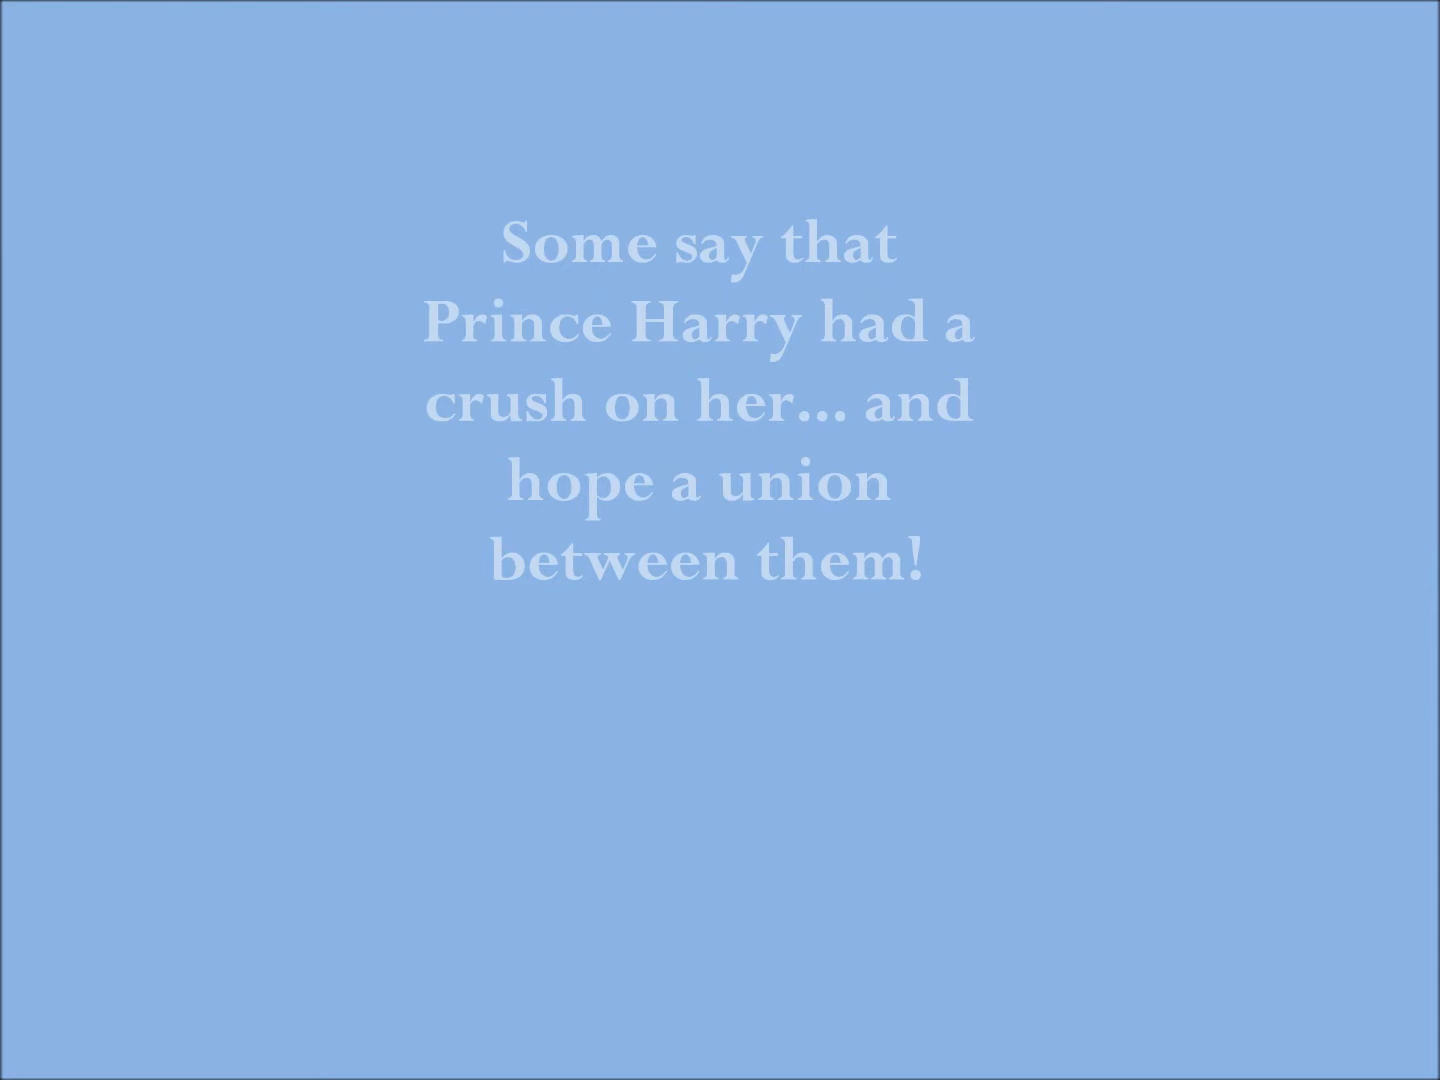 Some say that
Prince Harry had a
crush on her... and
hope a union
between them!